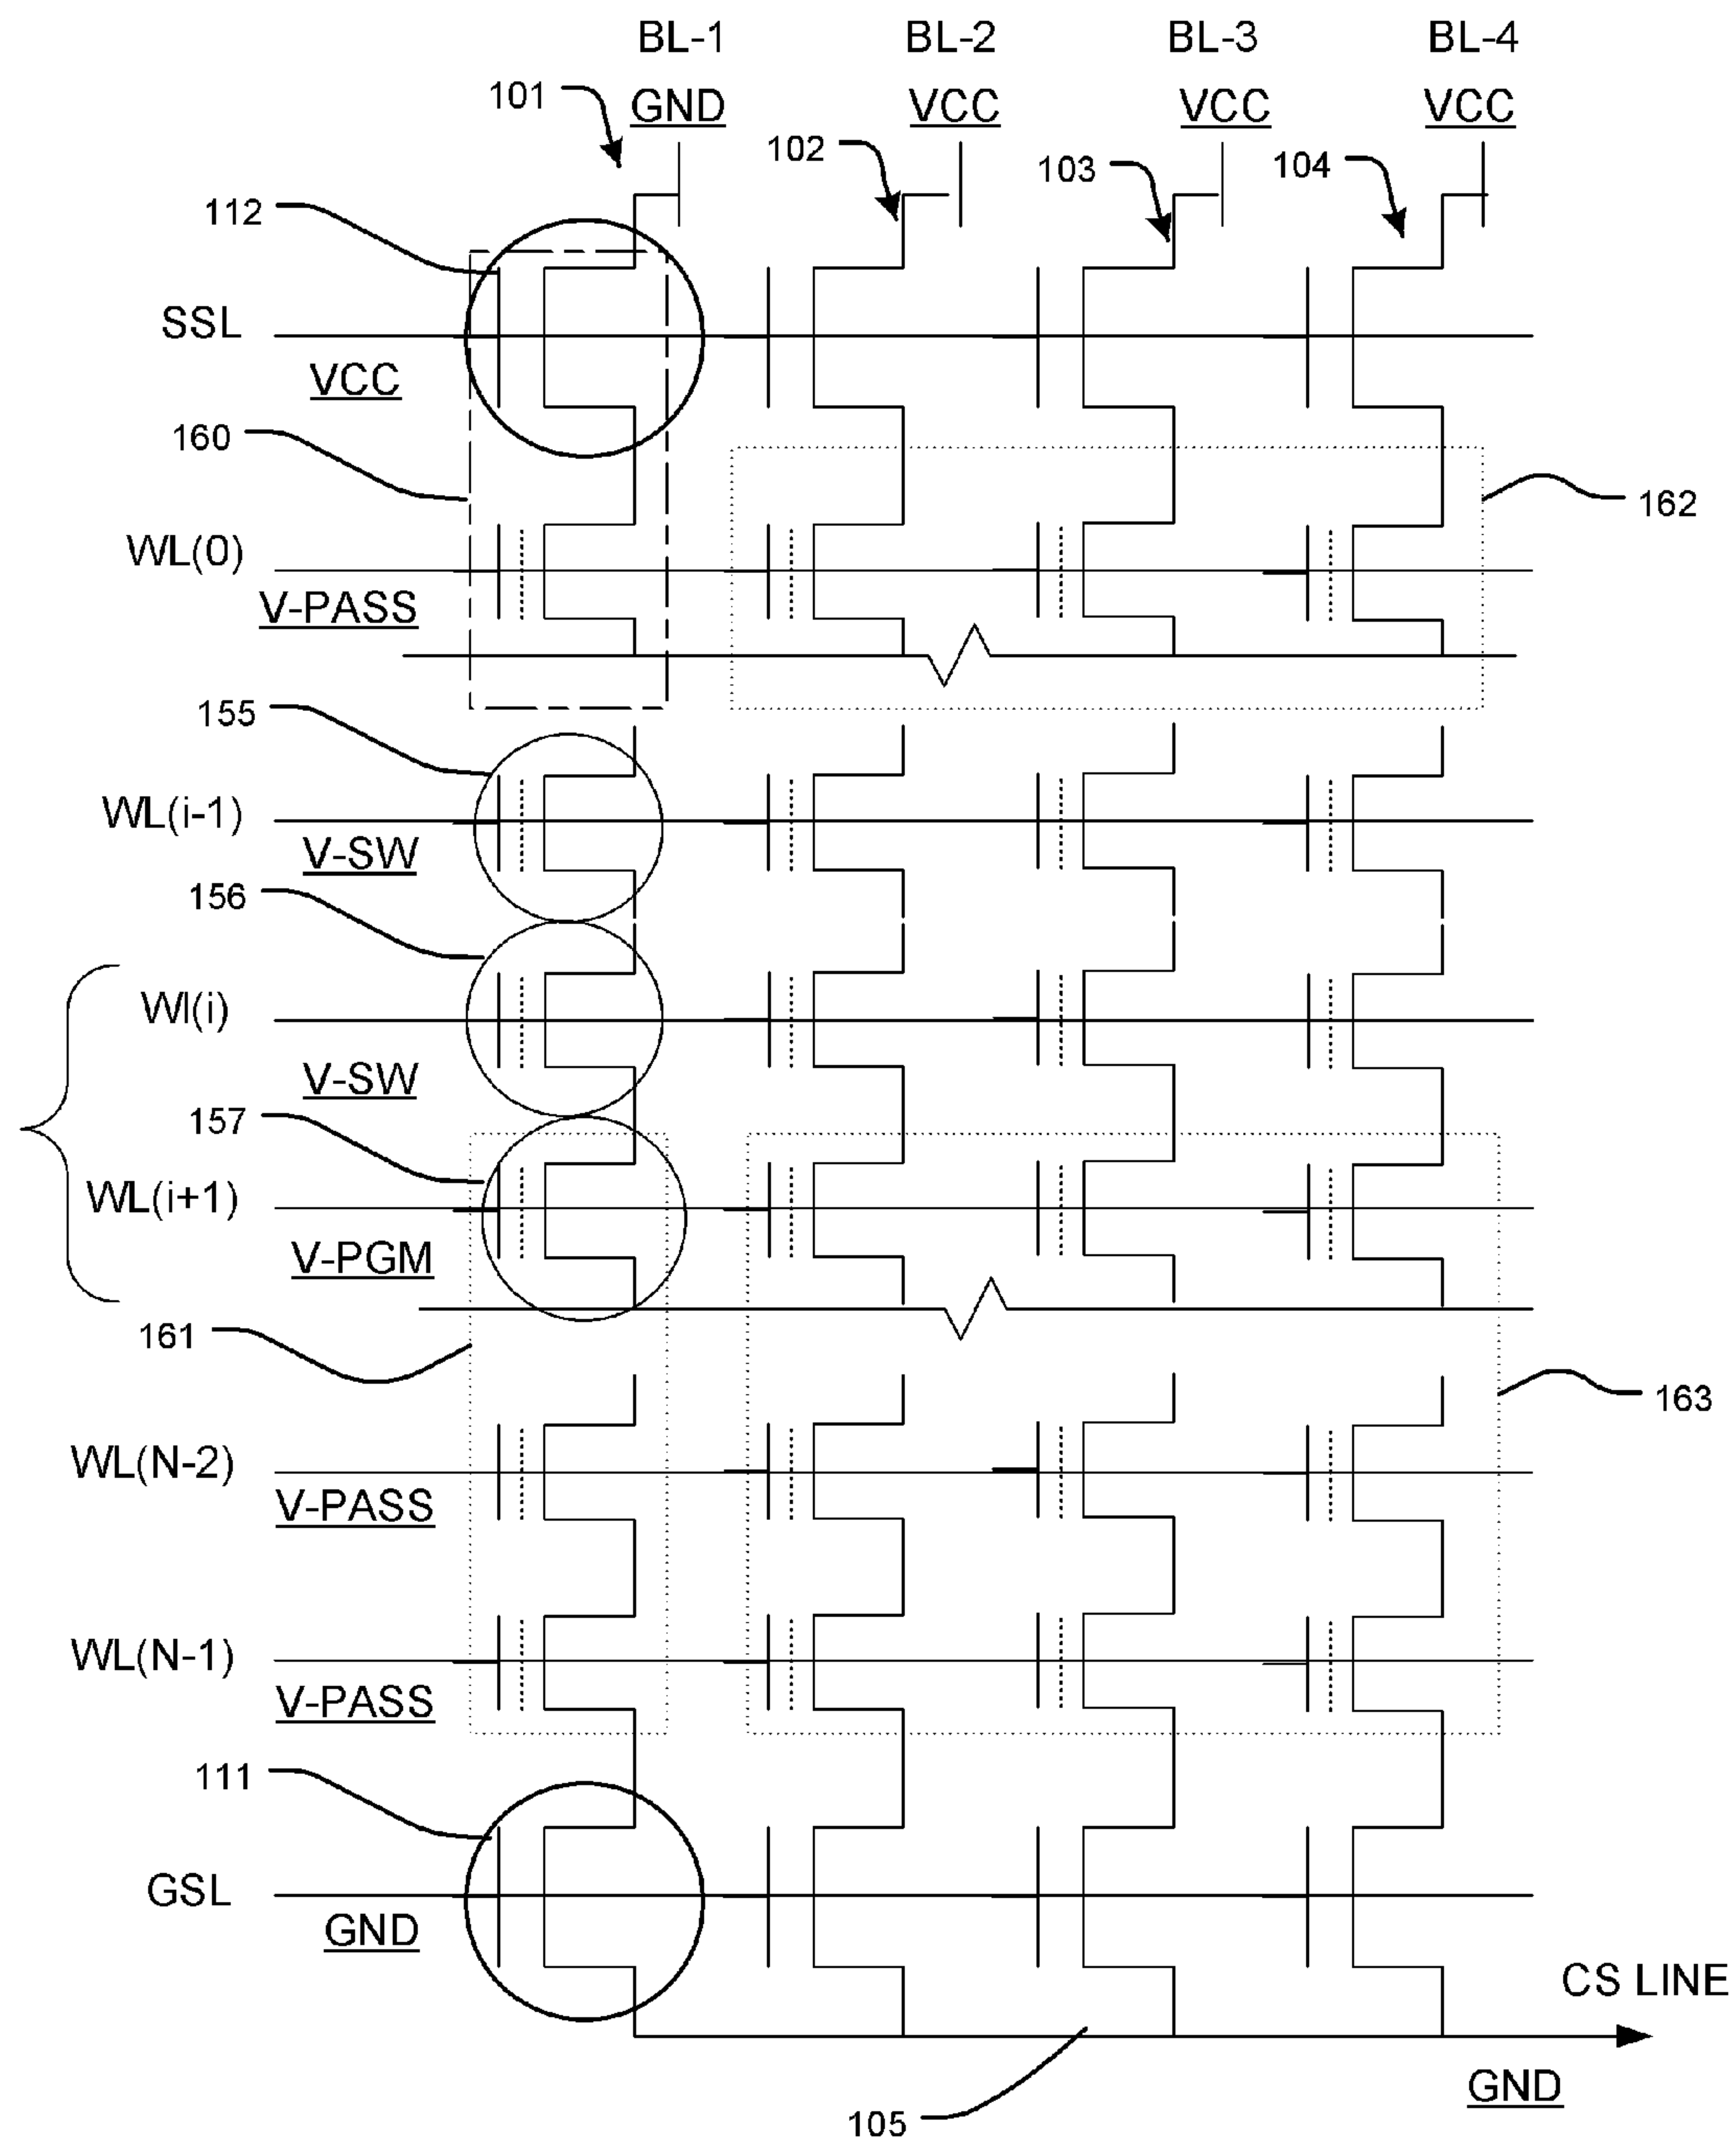 BL-1 BL-2 BL-3 BL-4
101 GND VCC VCC VCC
102 103 104
112
SSL
VCC
160
162
WL(0)
V-PASS
155
WL(i-1)
V-SW
156
Wl(i)
V-SW
157
WL(i+1)
V-PGM
161
163
WL(N-2)
V-PASS
WL(N-1)
V-PASS
111
GSL
GND
CS LINE
GND
105